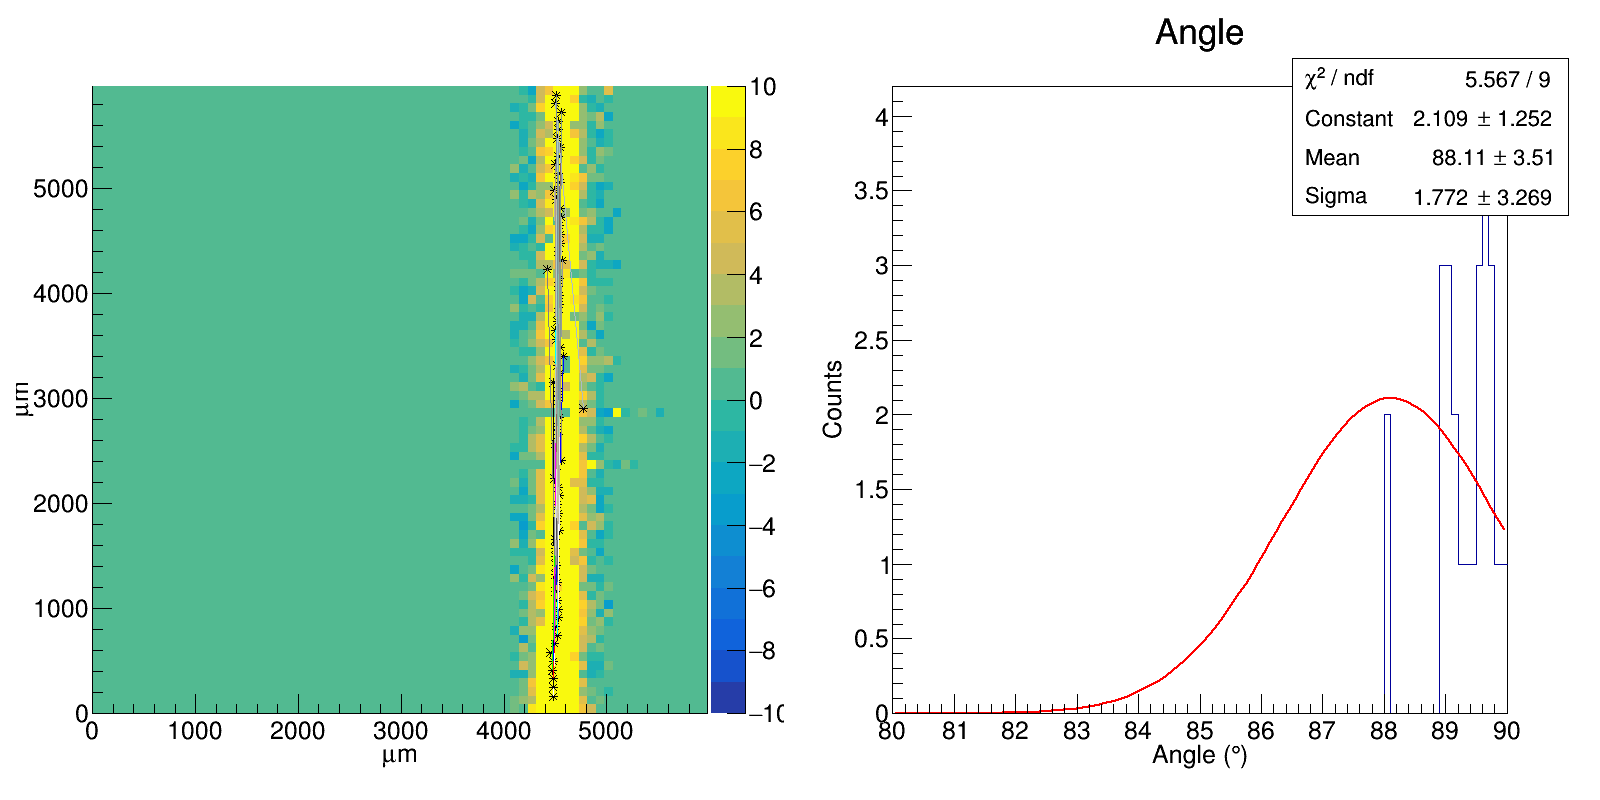 Angle
χ² / ndf 5.567 / 9
Constant 2.109 ± 1.252
Mean 88.11 ± 3.51
Sigma 1.772 ± 3.269
10
8
6
4
2
0
−2
−4
−6
−8
−10
5000
4000
3000
2000
1000
0
μm
0 1000 2000 3000 4000 5000
μm
4
3.5
3
2.5
2
1.5
1
0.5
0
Counts
80 81 82 83 84 85 86 87 88 89 90
Angle (°)